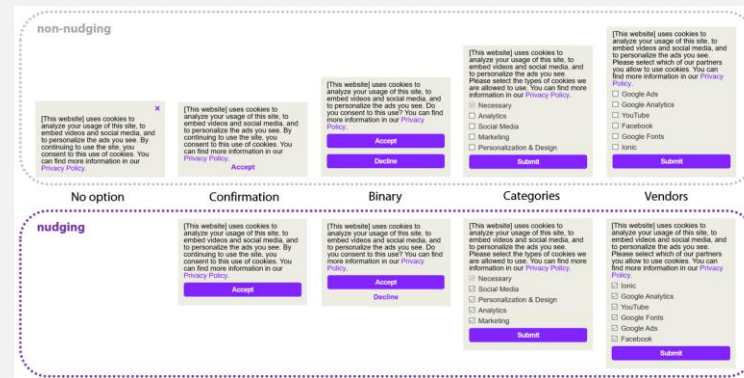 non-nudging
×
[This website] uses cookies to
analyze your usage of this site, to
embed videos and social media, and
to personalize the ads you see. By
continuing to use the site, you
consent to this use of cookies. You
can find more information in our
Privacy Policy.
[This website] uses cookies to
analyze your usage of this site, to
embed videos and social media, and
to personalize the ads you see. By
continuing to use the site, you
consent to this use of cookies. You
can find more information in our
Privacy Policy.
Accept
[This website] uses cookies to
analyze your usage of this site, to
embed videos and social media, and
to personalize the ads you see. Do
you consent to this use? You can find
more information in our Privacy
Policy.
Accept
Decline
[This website] uses cookies to
analyze your usage of this site, to
embed videos and social media, and
to personalize the ads you see.
Please select the types of cookies we
are allowed to use. You can find more
information in our Privacy Policy.
Necessary
Analytics
Social Media
Marketing
Personalization & Design
Submit
[This website] uses cookies to
analyze your usage of this site, to
embed videos and social media, and
to personalize the ads you see.
Please select which of our partners
you allow to use cookies. You can
find more information in our Privacy
Policy.
Google Ads
Google Analytics
YouTube
Facebook
Google Fonts
Ionic
Submit
No option
Confirmation
Binary
Categories
Vendors
nudging
[This website] uses cookies to
analyze your usage of this site, to
embed videos and social media, and
to personalize the ads you see. By
continuing to use the site, you
consent to this use of cookies. You
can find more information in our
Privacy Policy.
Accept
[This website] uses cookies to
analyze your usage of this site, to
embed videos and social media, and
to personalize the ads you see. Do
you consent to this use? You can find
more information in our Privacy
Policy.
Accept
Decline
[This website] uses cookies to
analyze your usage of this site, to
embed videos and social media, and
to personalize the ads you see.
Please select the types of cookies we
are allowed to use. You can find more
information in our Privacy Policy.
Necessary
Social Media
Personalization & Design
Analytics
Marketing
Submit
[This website] uses cookies to
analyze your usage of this site, to
embed videos and social media, and
to personalize the ads you see.
Please select which of our partners
you allow to use cookies. You can
find more information in our Privacy
Policy.
Ionic
Google Analytics
YouTube
Google Fonts
Google Ads
Facebook
Submit